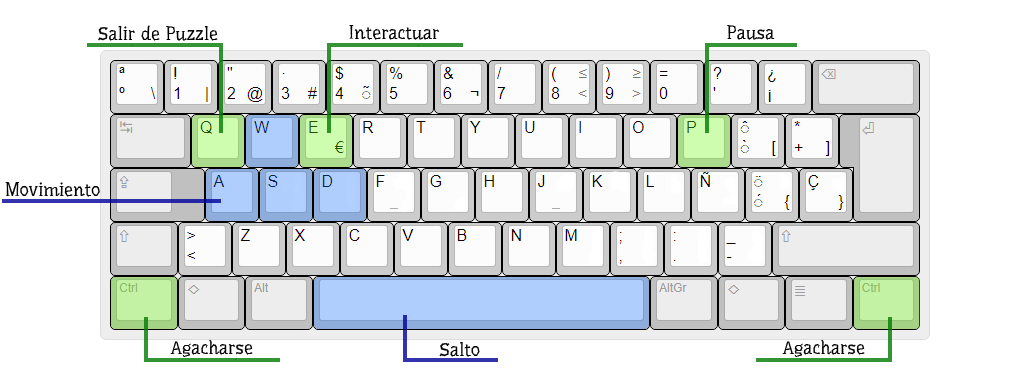 Salir de Puzzle Interactuar Pausa
ª ! " · $ % & / ( ≤ ) ≥ = ? ¿
º \ 1 | 2 @ 3 # 4 ~ 5 6 ¬ 7 8 < 9 > 0 ' ¡
Q W E R T Y U I O P ^ *
€ ` [ + ]
Movimiento
A S D F G H J K L Ñ ¨ Ç
_ _ ´ { }
> Z X C V B N M ; : _
< , . -
Ctrl Alt AltGr Ctrl
Agacharse Salto Agacharse